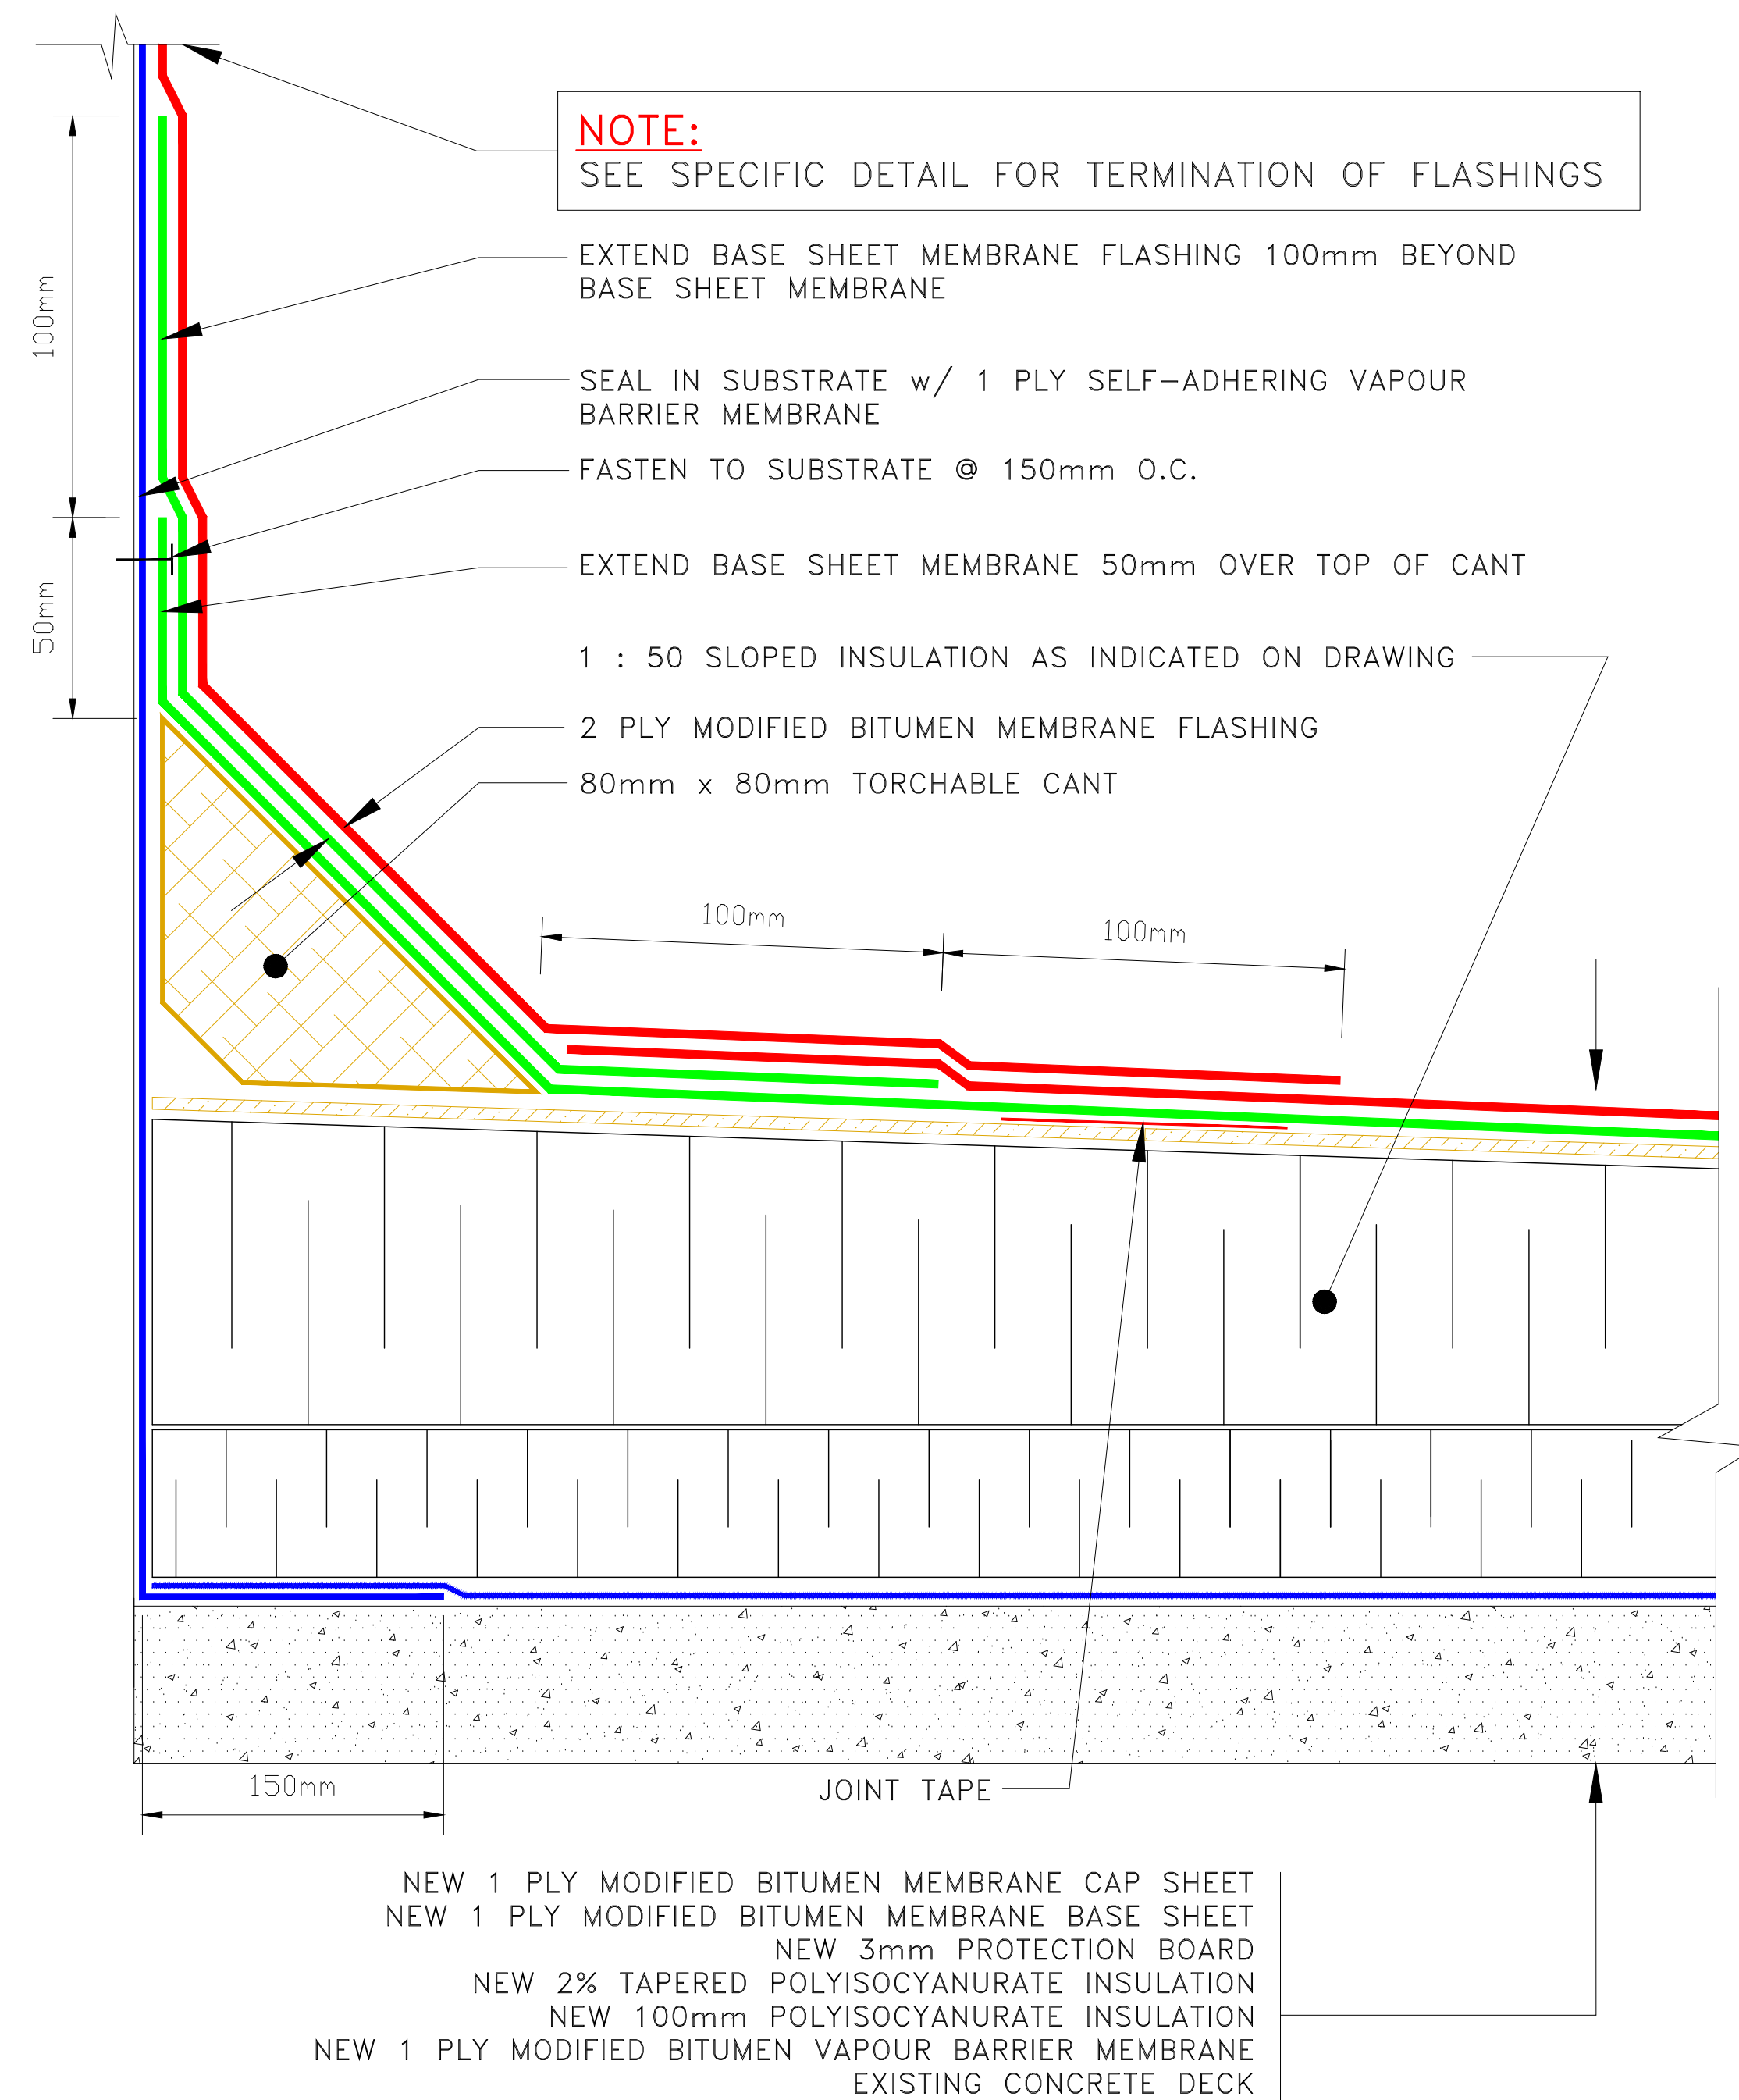 NOTE:
SEE SPECIFIC DETAIL FOR TERMINATION OF FLASHINGS
EXTEND BASE SHEET MEMBRANE FLASHING 100mm BEYOND
BASE SHEET MEMBRANE
100mm
SEAL IN SUBSTRATE w/ 1 PLY SELF-ADHERING VAPOUR
BARRIER MEMBRANE
FASTEN TO SUBSTRATE @ 150mm O.C.
EXTEND BASE SHEET MEMBRANE 50mm OVER TOP OF CANT
50mm
1 : 50 SLOPED INSULATION AS INDICATED ON DRAWING
2 PLY MODIFIED BITUMEN MEMBRANE FLASHING
80mm x 80mm TORCHABLE CANT
100mm
100mm
150mm
JOINT TAPE
NEW 1 PLY MODIFIED BITUMEN MEMBRANE CAP SHEET
NEW 1 PLY MODIFIED BITUMEN MEMBRANE BASE SHEET
NEW 3mm PROTECTION BOARD
NEW 2% TAPERED POLYISOCYANURATE INSULATION
NEW 100mm POLYISOCYANURATE INSULATION
NEW 1 PLY MODIFIED BITUMEN VAPOUR BARRIER MEMBRANE
EXISTING CONCRETE DECK